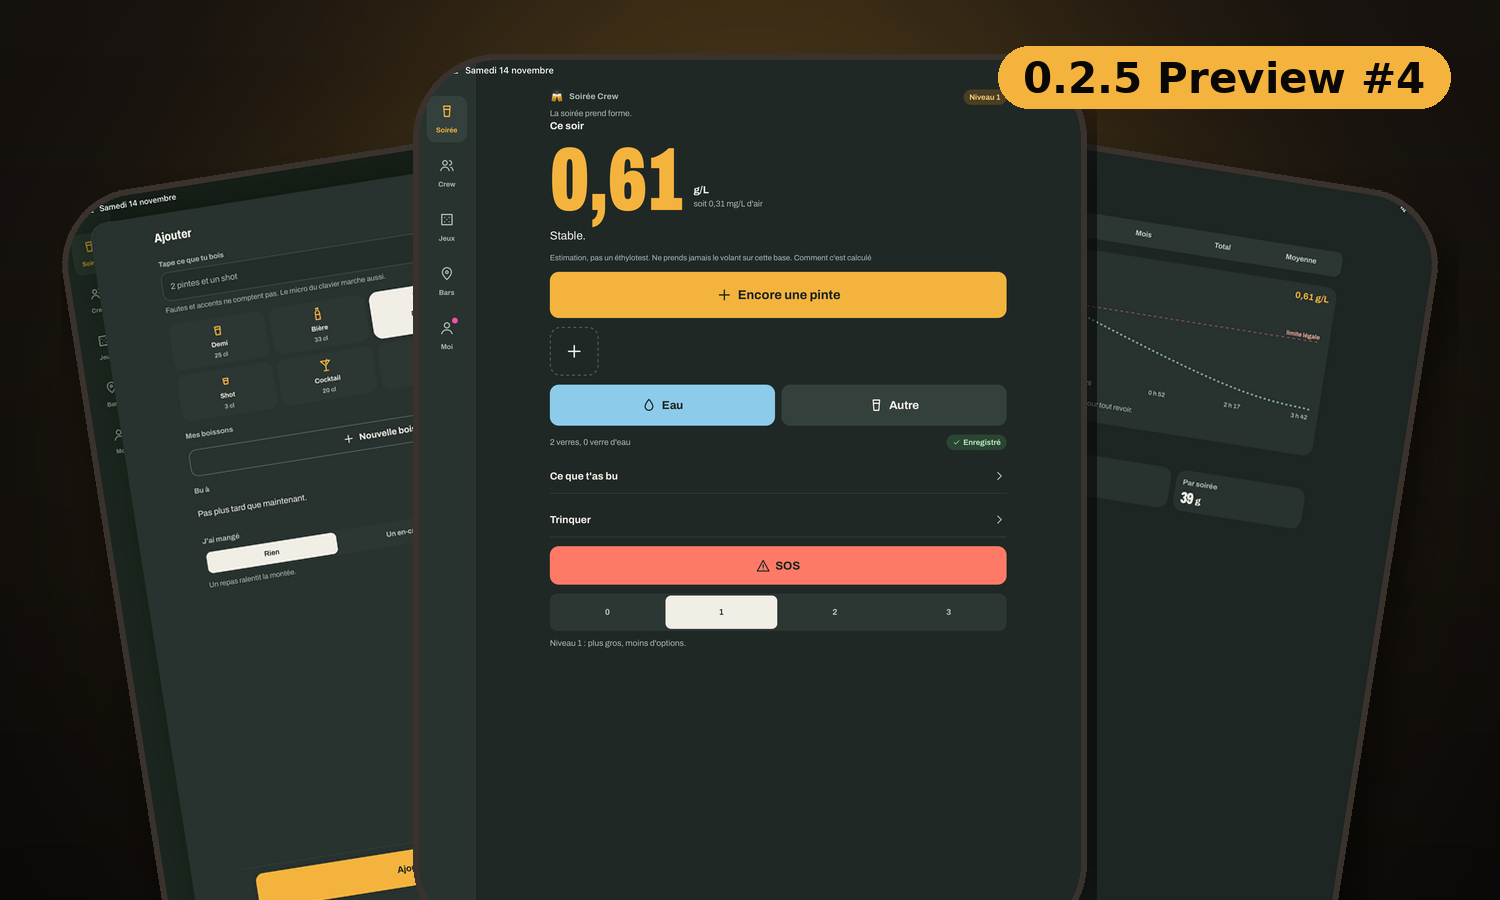 0.2.5 Preview #4
Samedi 14 novembre
Soirée
Crew
Jeux
Bars
Moi
Soirée Crew
Niveau 1
La soirée prend forme.
Ce soir
0,61
g/L
soit 0,31 mg/L d'air
Stable.
Estimation, pas un éthylotest. Ne prends jamais le volant sur cette base. Comment c'est calculé
Encore une pinte
Eau
Autre
2 verres, 0 verre d'eau
Enregistré
Ce que t'as bu
Trinquer
SOS
0
1
2
3
Niveau 1 : plus gros, moins d'options.
Samedi 14 novembre
Ajouter
Tape ce que tu bois
2 pintes et un shot
Fautes et accents ne comptent pas. Le micro du clavier marche aussi.
Demi
25 cl
Bière
33 cl
Shot
3 cl
Cocktail
20 cl
Mes boissons
Nouvelle
Bu à
Pas plus tard que maintenant.
J'ai mangé
Rien
Un repas ralentit la montée.
Mois
Total
Moyenne
0,61 g/L
limite légale
0 h 52
2 h 17
3 h 42
tout revoir.
Par soirée
39 g